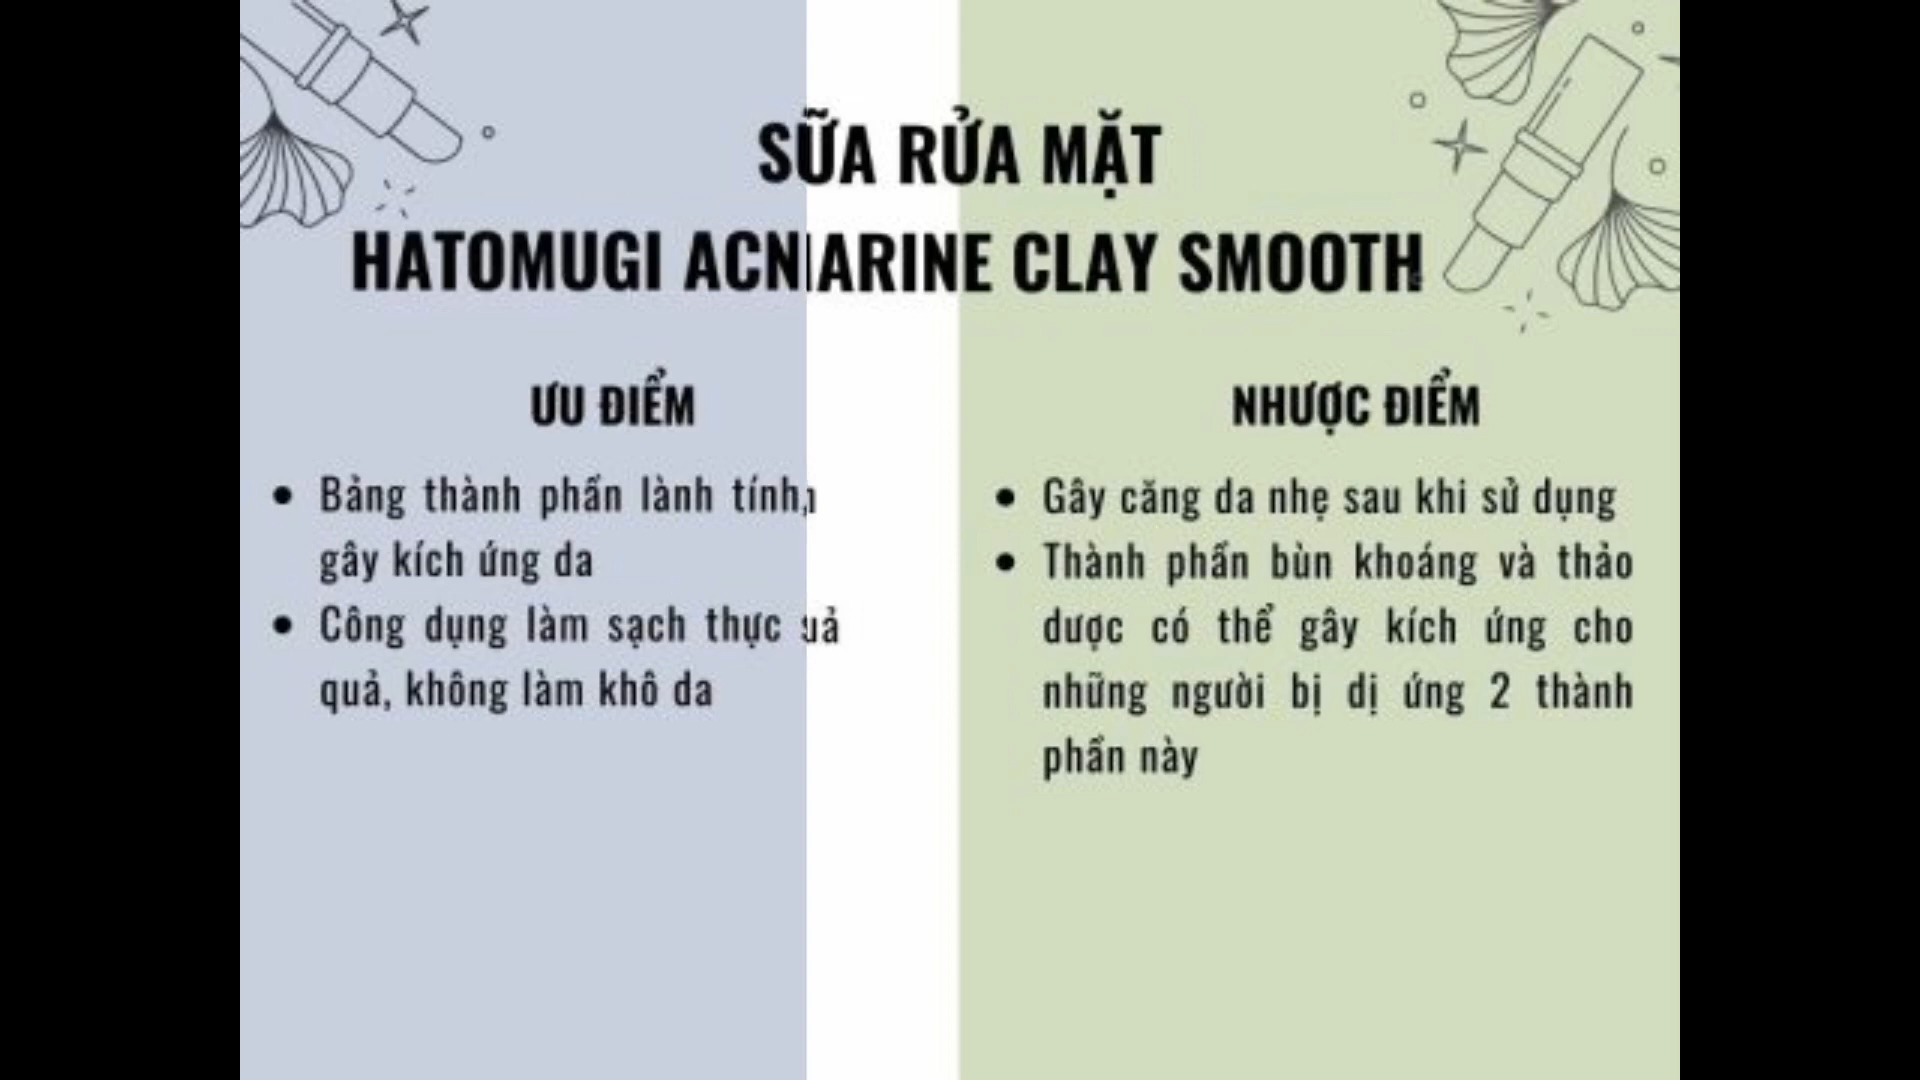 SỮA RỬA MẶT
HATOMUGI ACN ARINE CLAY SMOOTH
ƯU ĐIỂM
Bảng thành phần lành tính,
gây kích ứng da
Công dụng làm sạch thực uả
quả, không làm khô da
NHƯỢC ĐIỂM
Gây căng da nhẹ sau khi sử dụng
Thành phần bùn khoáng và thảo
dược có thể gây kích ứng cho
những người bị dị ứng 2 thành
phần này